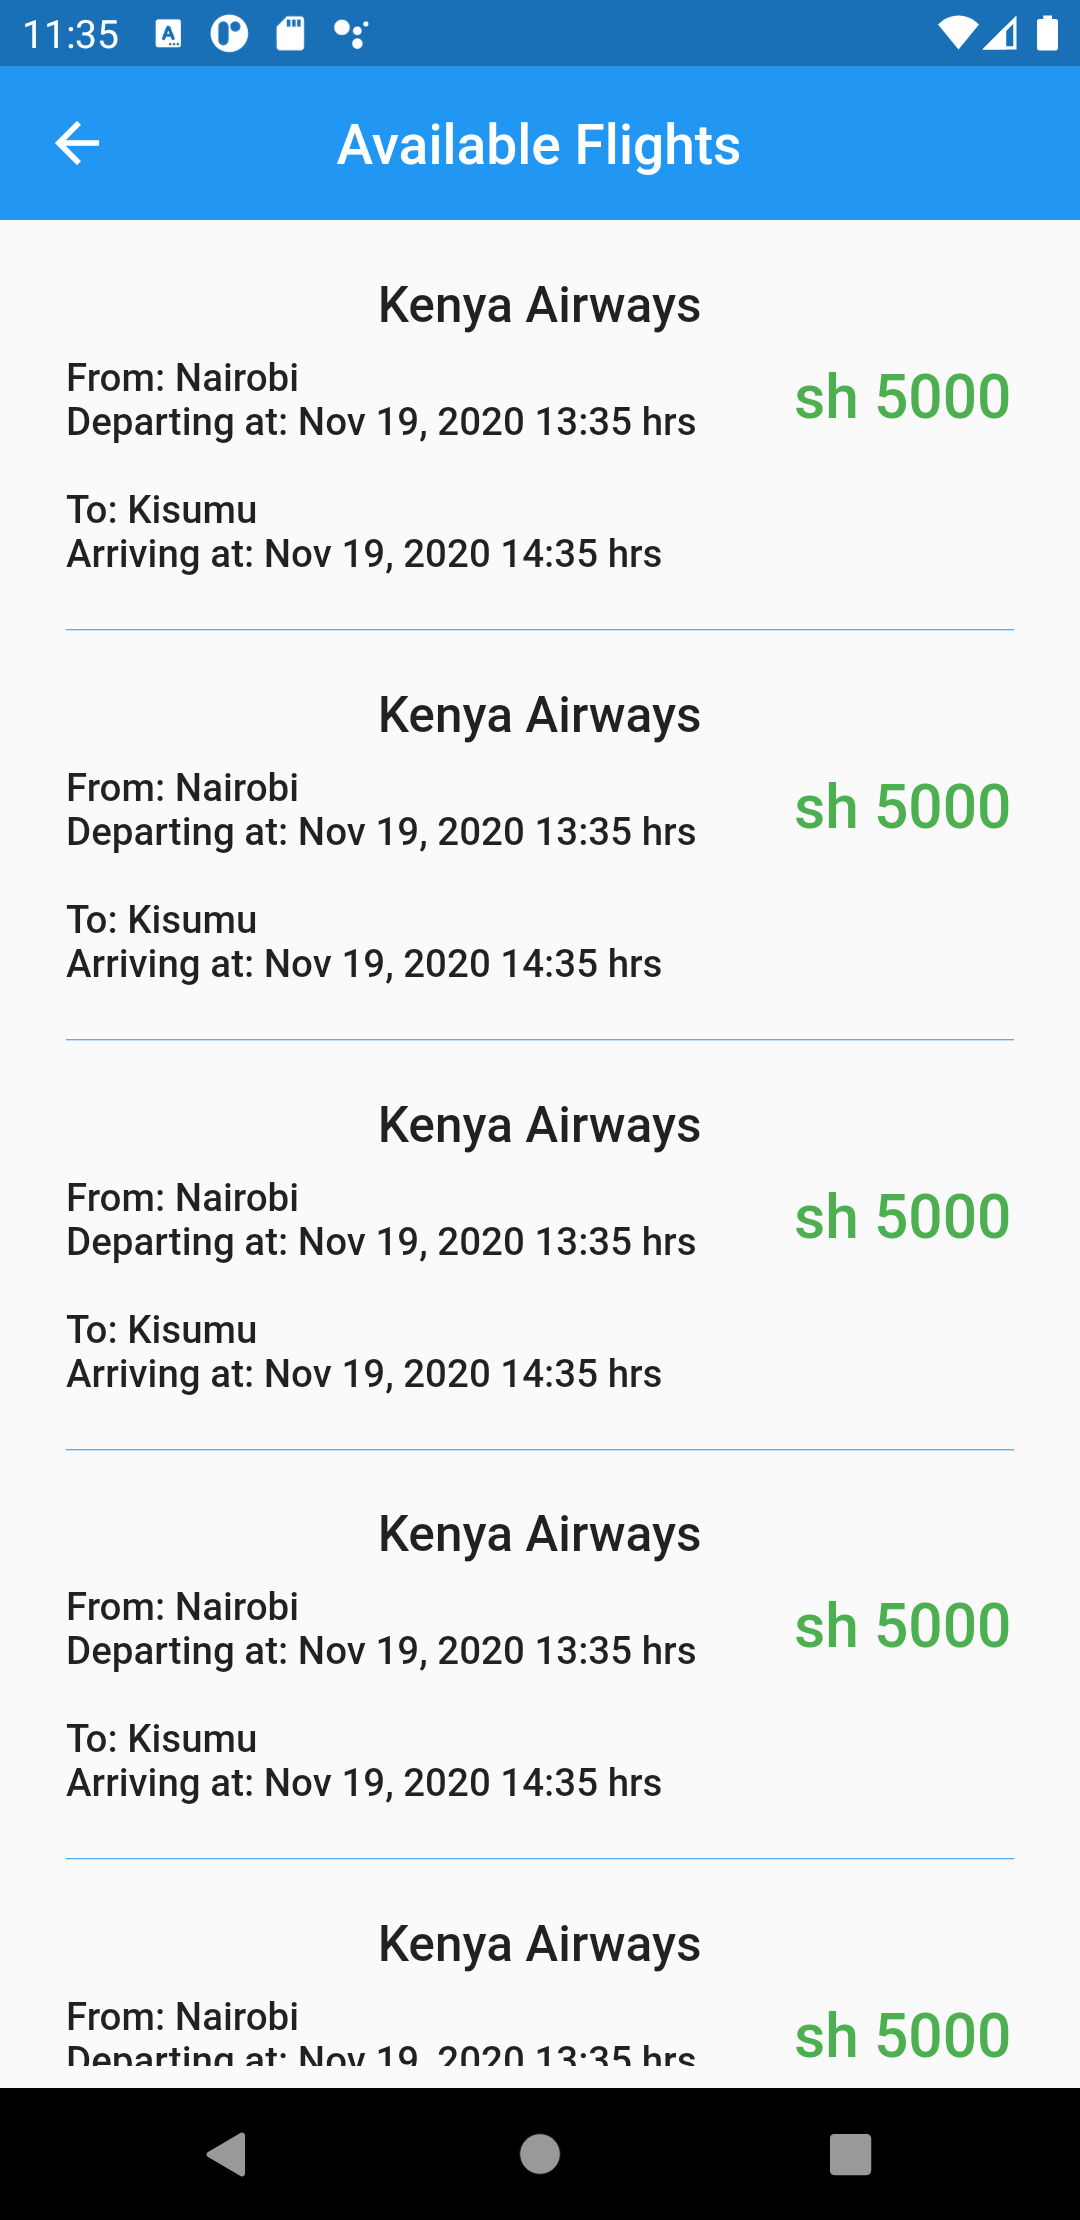 11:35
Available Flights
Kenya Airways
From: Nairobi
sh 5000
Departing at: Nov 19, 2020 13:35 hrs
To: Kisumu
Arriving at: Nov 19, 2020 14:35 hrs
Kenya Airways
From: Nairobi
sh 5000
Departing at: Nov 19, 2020 13:35 hrs
To: Kisumu
Arriving at: Nov 19, 2020 14:35 hrs
Kenya Airways
From: Nairobi
sh 5000
Departing at: Nov 19, 2020 13:35 hrs
To: Kisumu
Arriving at: Nov 19, 2020 14:35 hrs
Kenya Airways
From: Nairobi
sh 5000
Departing at: Nov 19, 2020 13:35 hrs
To: Kisumu
Arriving at: Nov 19, 2020 14:35 hrs
Kenya Airways
From: Nairobi
sh 5000
Departing at: Nov 19, 2020 13:35 hrs